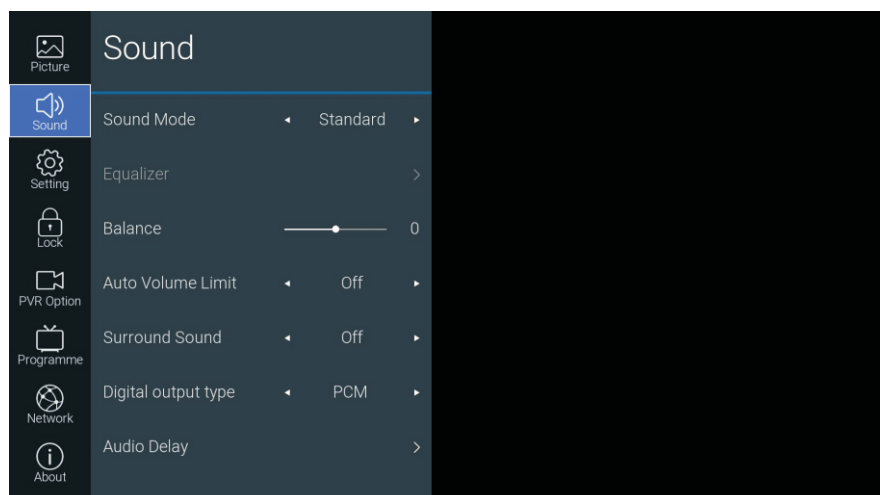 Picture
Sound
Setting
Lock
PVR Option
Programme
Network
About
Sound
Sound Mode Standard
Equalizer
Balance 0
Auto Volume Limit Off
Surround Sound Off
Digital output type PCM
Audio Delay